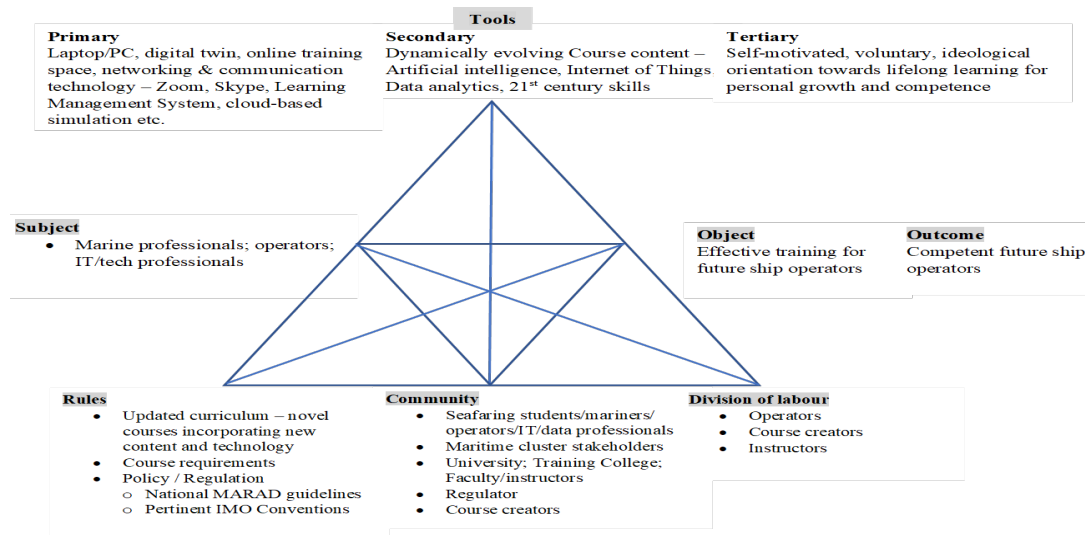 Tools
Primary
Laptop/PC, digital twin, online training
space, networking & communication
technology – Zoom, Skype, Learning
Management System, cloud-based
simulation etc.
Secondary
Dynamically evolving Course content –
Artificial intelligence, Internet of Things
Data analytics, 21st century skills
Tertiary
Self-motivated, voluntary, ideological
orientation towards lifelong learning for
personal growth and competence
Subject
● Marine professionals; operators;
IT/tech professionals
Object
Effective training for
future ship operators
Outcome
Competent future ship
operators
Rules
● Updated curriculum – novel
courses incorporating new
content and technology
● Course requirements
● Policy / Regulation
o National MARAD guidelines
o Pertinent IMO Conventions
Community
● Seafaring students/mariners/
operators/IT/data professionals
● Maritime cluster stakeholders
● University; Training College;
Faculty/instructors
● Regulator
● Course creators
Division of labour
● Operators
● Course creators
● Instructors